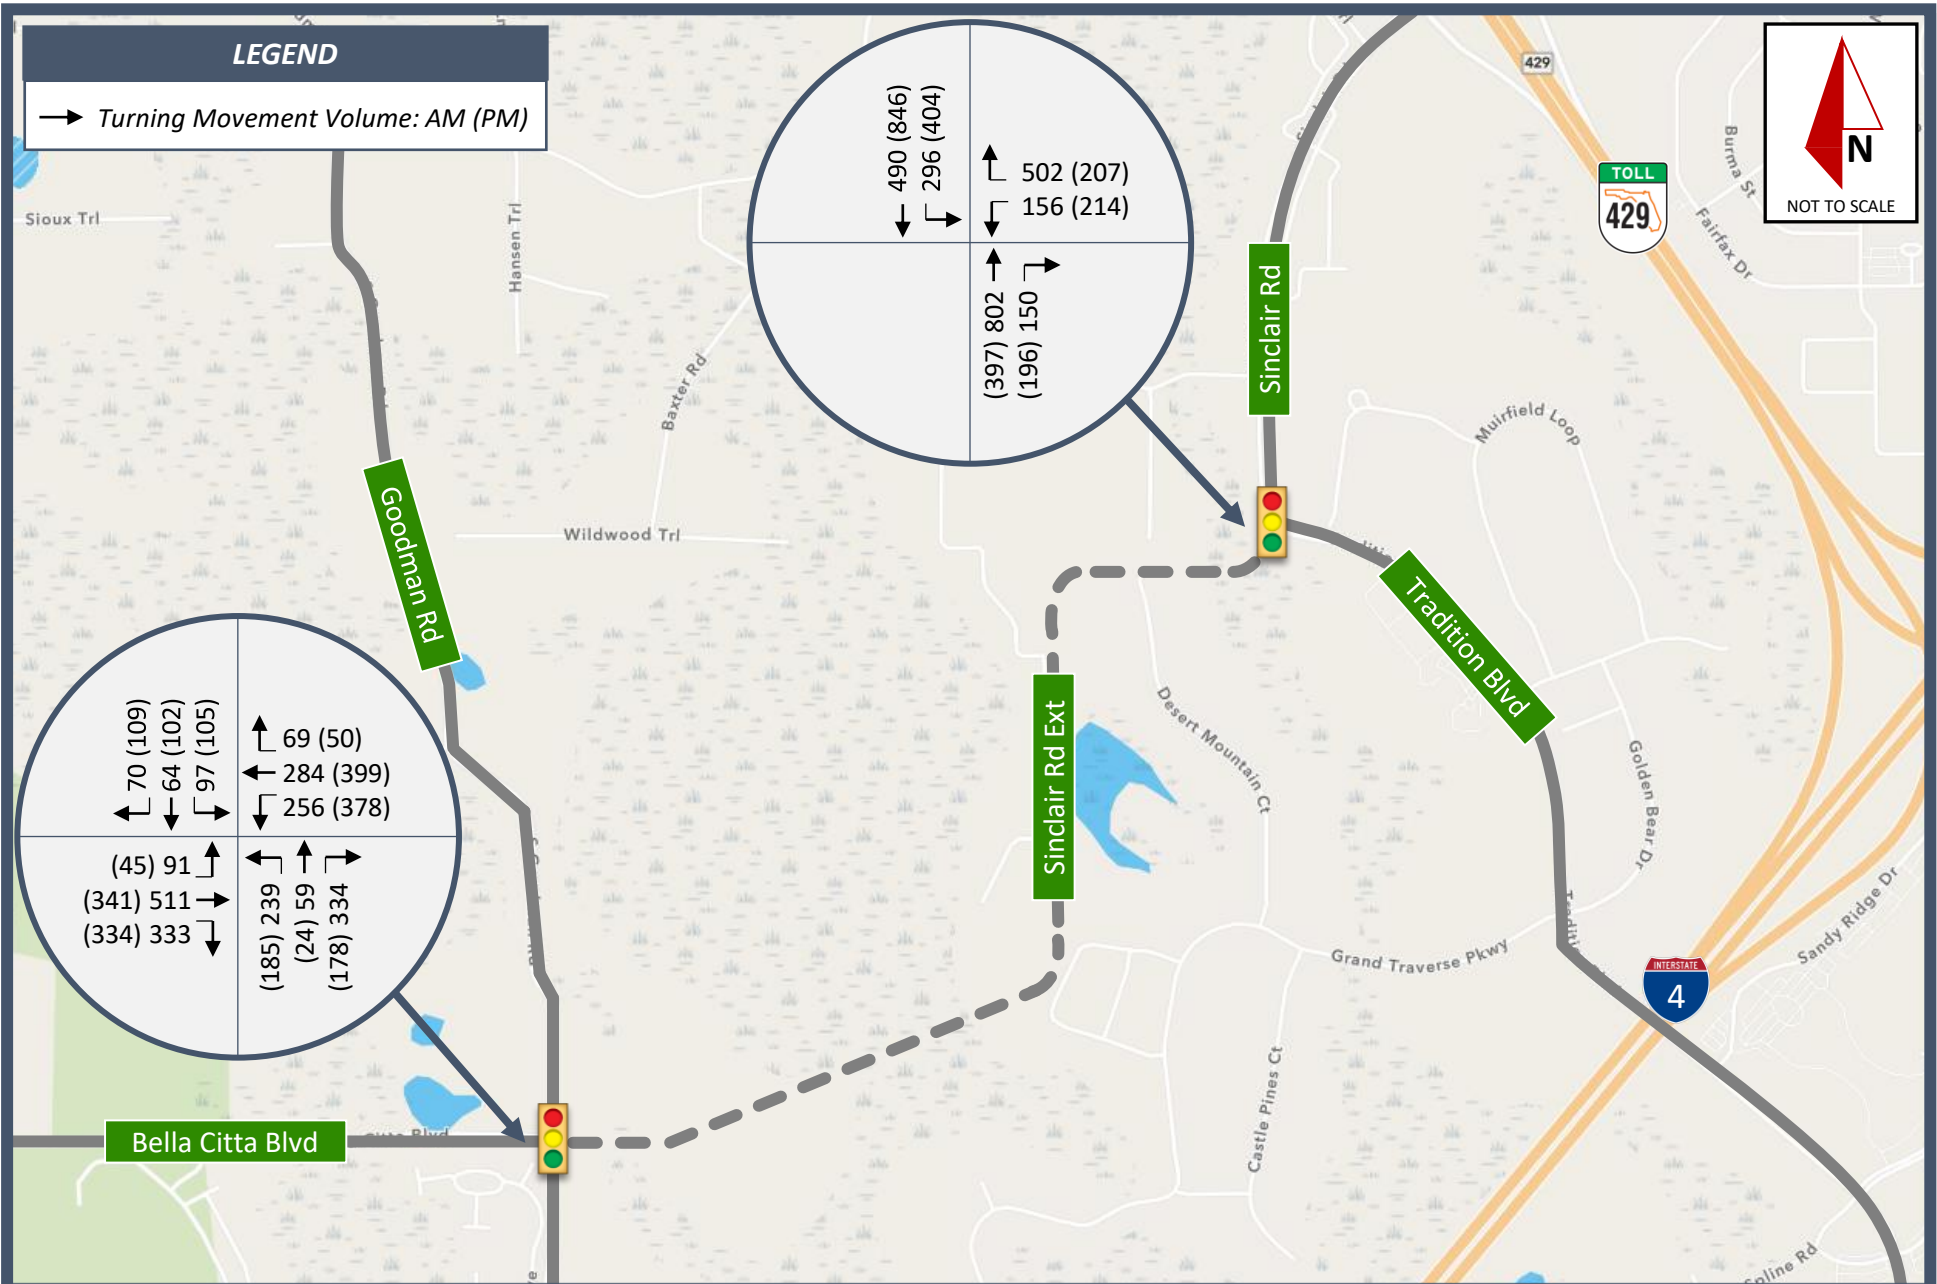 LEGEND
Turning Movement Volume: AM (PM)
429
TOLL
429
N
NOT TO SCALE
Burma St
Fairfax Dr
Sioux Trl
Hansen Trl
Baxter Rd
490 (846)
296 (404)
502 (207)
156 (214)
(397) 802
(196) 150
Sinclair Rd
Muirfield Loop
Goodman Rd
Wildwood Trl
Tradition Blvd
Sinclair Rd Ext
Desert Mountain Ct
Golden Bear Dr
70 (109)
64 (102)
97 (105)
69 (50)
284 (399)
256 (378)
(45) 91
(341) 511
(334) 333
(185) 239
(24) 59
(178) 334
Grand Traverse Pkwy
Sandy Ridge Dr
INTERSTATE
4
Castle Pines Ct
Bella Citta Blvd